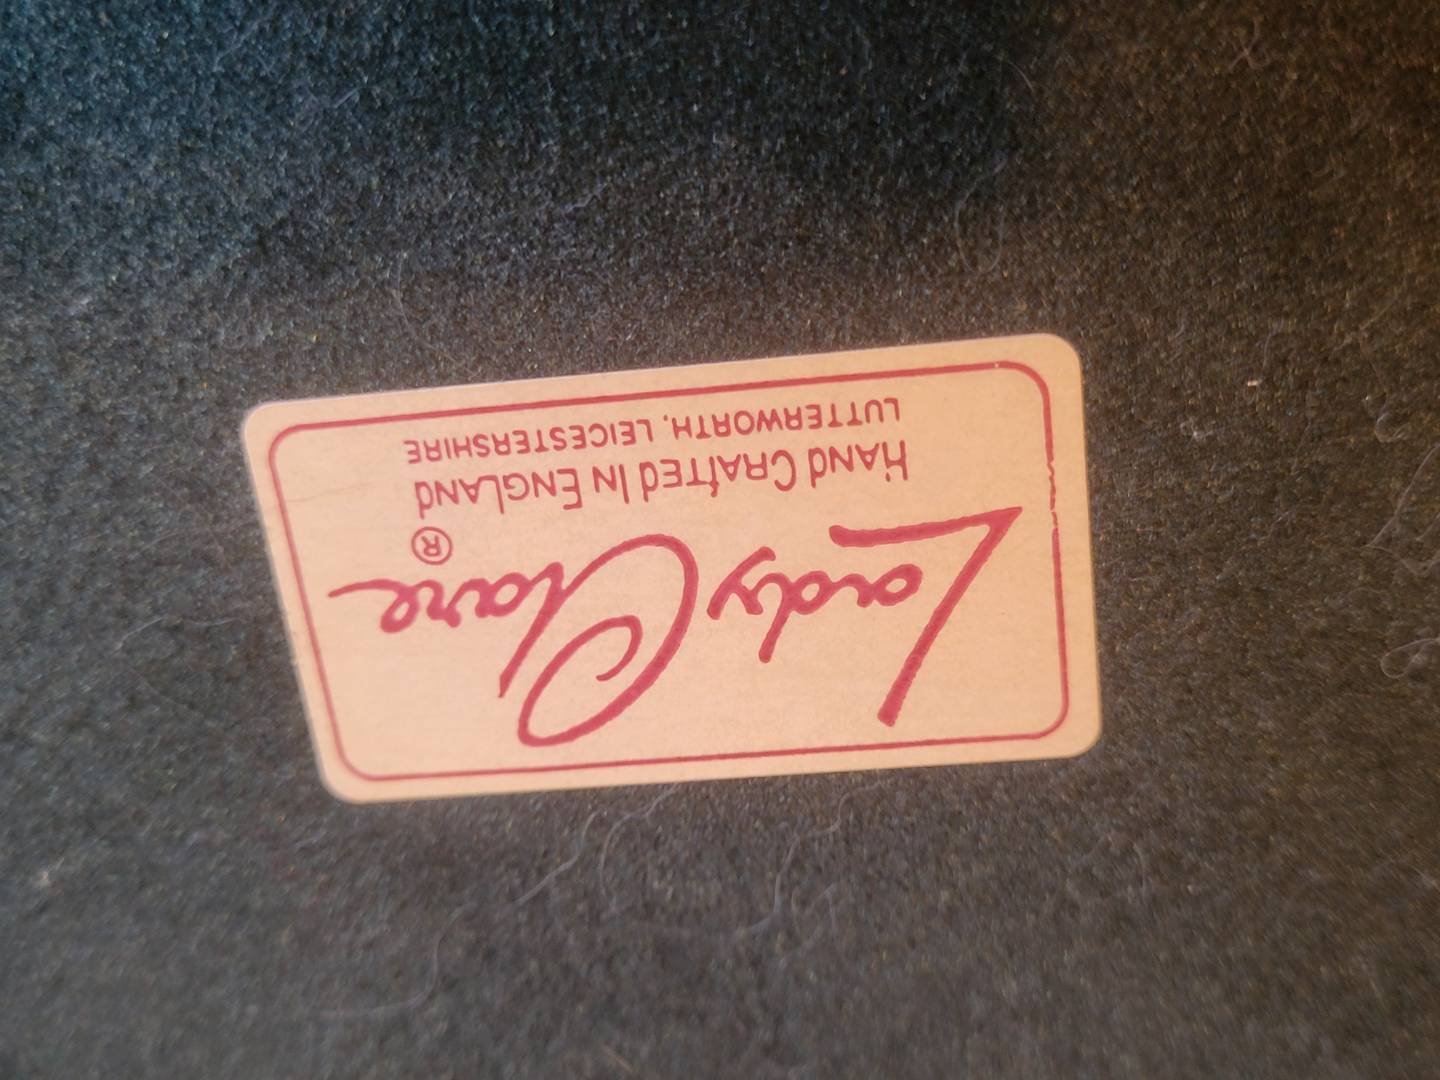 Lady Clare ®
HAND CRAFTED IN ENGLAND
LUTTERWORTH, LEICESTERSHIRE